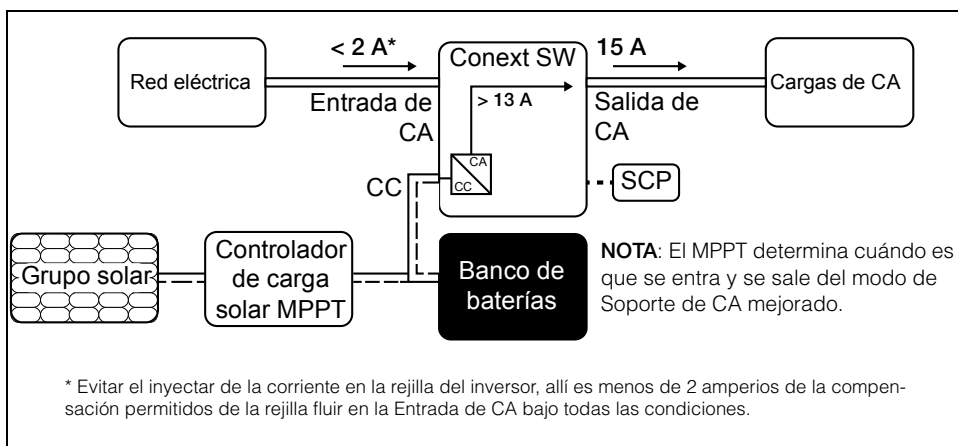 < 2 A*
15 A
Red eléctrica
Conext SW
Cargas de CA
> 13 A
Entrada de
CA
Salida de
CA
CA
CC
CC
SCP
Grupo solar
Controlador
de carga
solar MPPT
Banco de
baterías
NOTA: El MPPT determina cuándo es
que se entra y se sale del modo de
Soporte de CA mejorado.
* Evitar el inyectar de la corriente en la rejilla del inversor, allí es menos de 2 amperios de la compen-
sación permitidos de la rejilla fluir en la Entrada de CA bajo todas las condiciones.